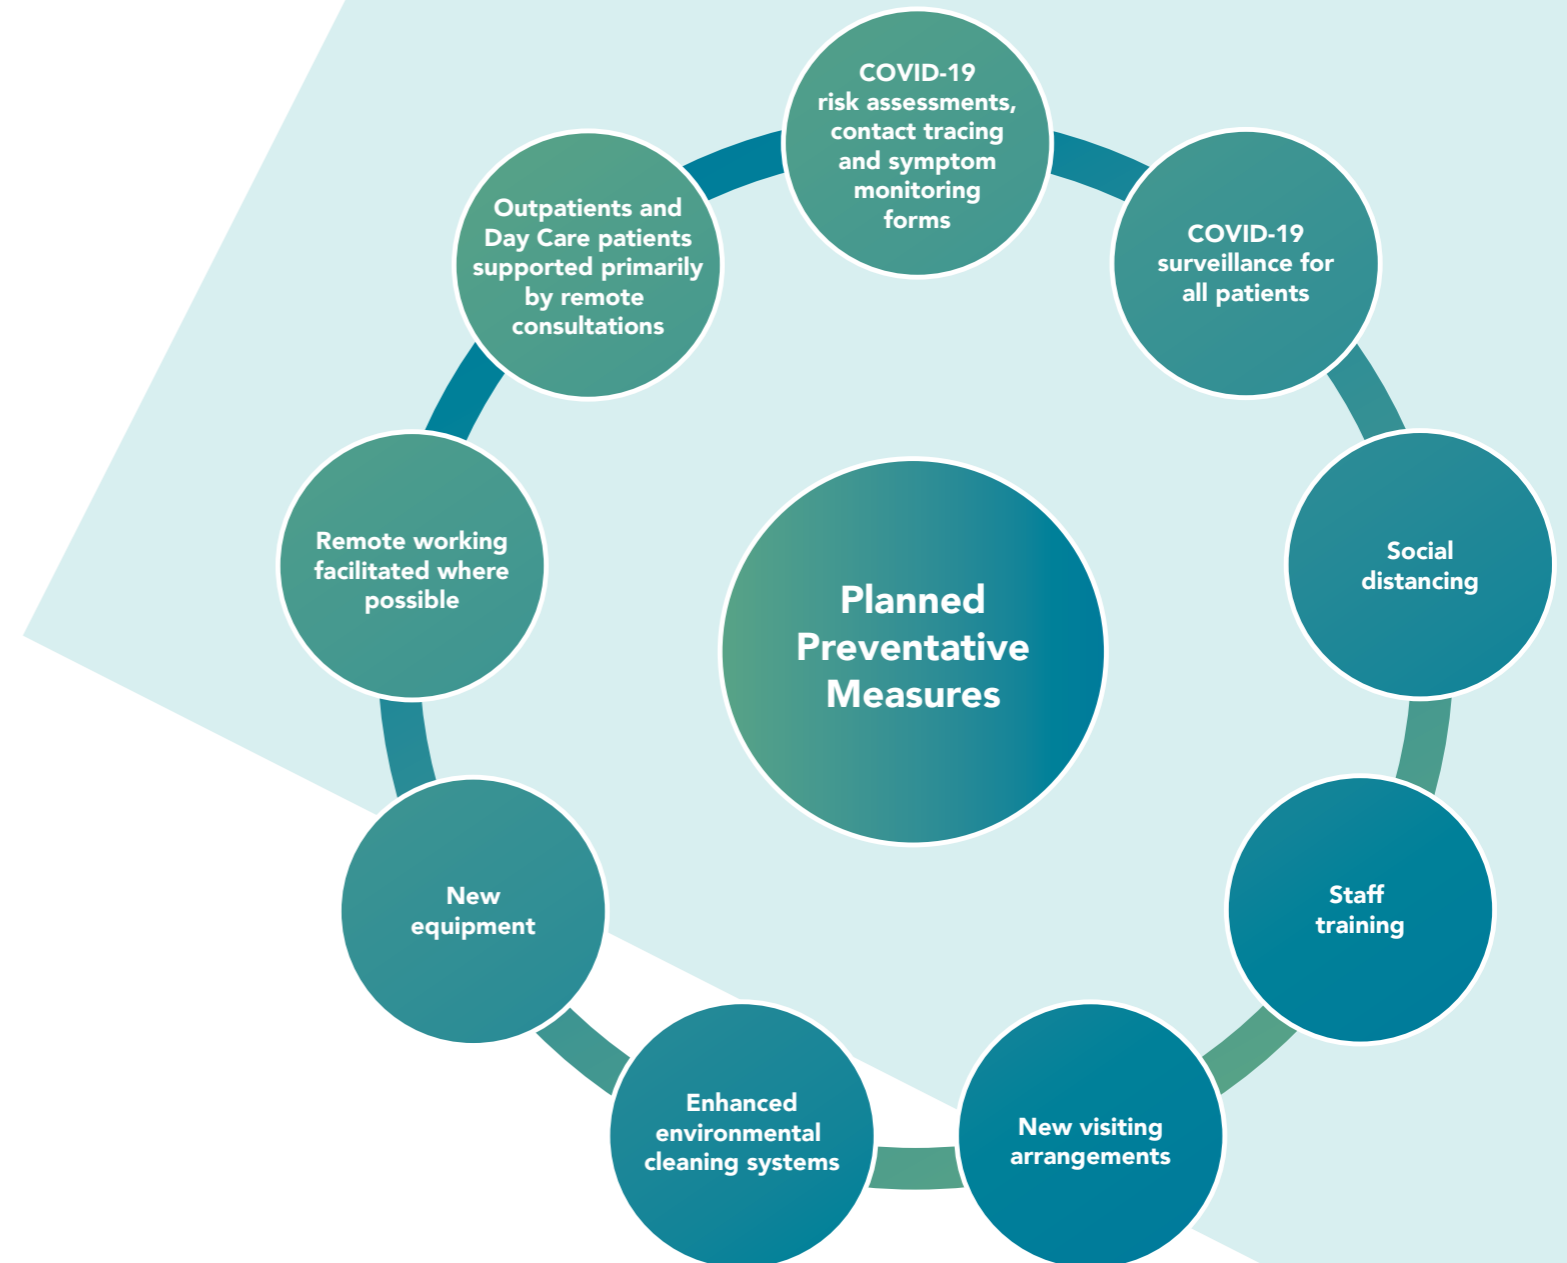 COVID-19
risk assessments,
contact tracing
and symptom
monitoring
forms
COVID-19
surveillance for
all patients
Social
distancing
Staff
training
New visiting
arrangements
Enhanced
environmental
cleaning systems
New
equipment
Remote working
facilitated where
possible
Outpatients and
Day Care patients
supported primarily
by remote
consultations
Planned
Preventative
Measures